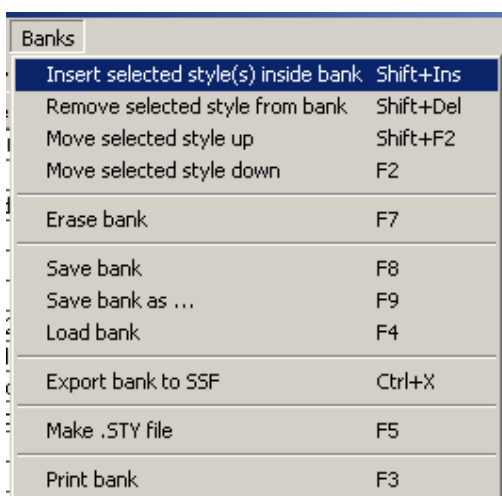 Banks
Insert selected style(s) inside bank Shift+Ins
Remove selected style from bank Shift+Del
Move selected style up Shift+F2
Move selected style down F2
Erase bank F7
Save bank F8
Save bank as ... F9
Load bank F4
Export bank to SSF Ctrl+X
Make .STY file F5
Print bank F3